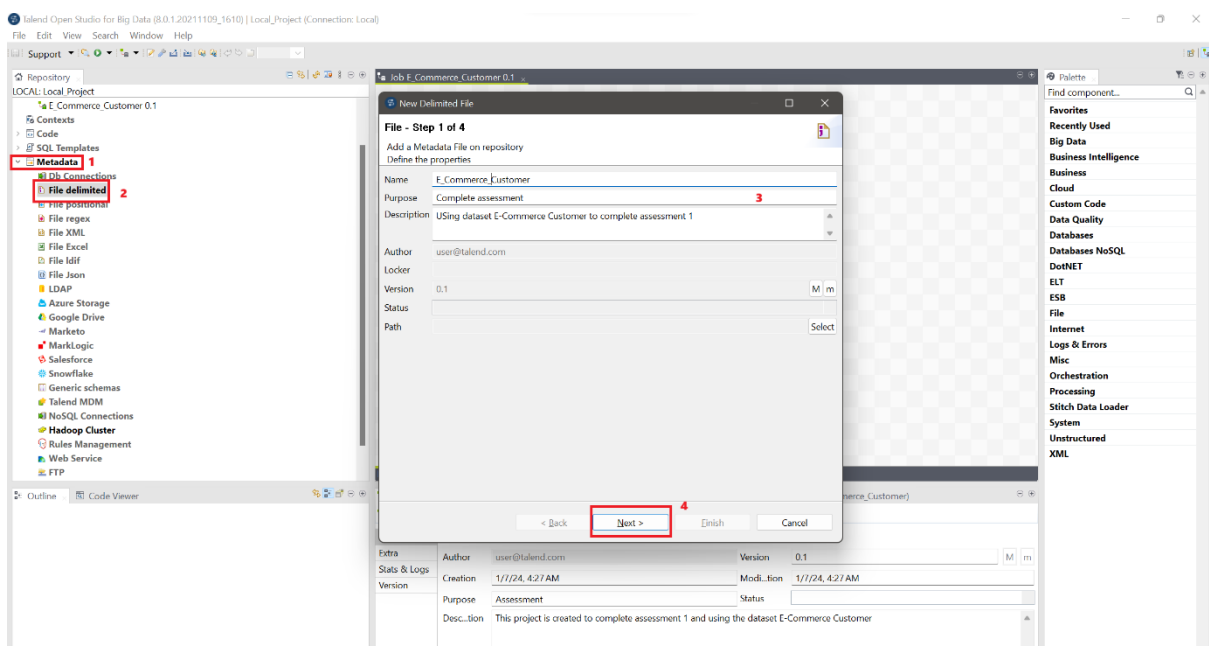 Talend Open Studio for Big Data (8.0.1.20211109_1610) | Local_Project (Connection: Local)
File Edit View Search Window Help
Support
Repository
LOCAL: Local_Project
E_Commerce_Customer 0.1
Contexts
Code
SQL Templates
Metadata 1
Db Connections
File delimited 2
File positional
File regex
File XML
File Excel
File ldif
File Json
LDAP
Azure Storage
Google Drive
Marketo
MarkLogic
Salesforce
Snowflake
Generic schemas
Talend MDM
NoSQL Connections
Hadoop Cluster
Rules Management
Web Service
FTP
Outline Code Viewer
Job E_Commerce_Customer 0.1
New Delimited File
File - Step 1 of 4
Add a Metadata File on repository
Define the properties
Name E_Commerce_Customer
Purpose Complete assessment 3
Description USing dataset E-Commerce Customer to complete assessment 1
Author user@talend.com
Locker
Version 0.1 M m
Status
Path Select
4
< Back Next > Finish Cancel
merce_Customer)
Extra
Stats & Logs
Version
Author user@talend.com Version 0.1 M m
Creation 1/7/24, 4:27 AM Modi...tion 1/7/24, 4:27 AM
Purpose Assessment Status
Desc...tion This project is created to complete assessment 1 and using the dataset E-Commerce Customer
Palette
Find component...
Favorites
Recently Used
Big Data
Business Intelligence
Business
Cloud
Custom Code
Data Quality
Databases
Databases NoSQL
DotNET
ELT
ESB
File
Internet
Logs & Errors
Misc
Orchestration
Processing
Stitch Data Loader
System
Unstructured
XML